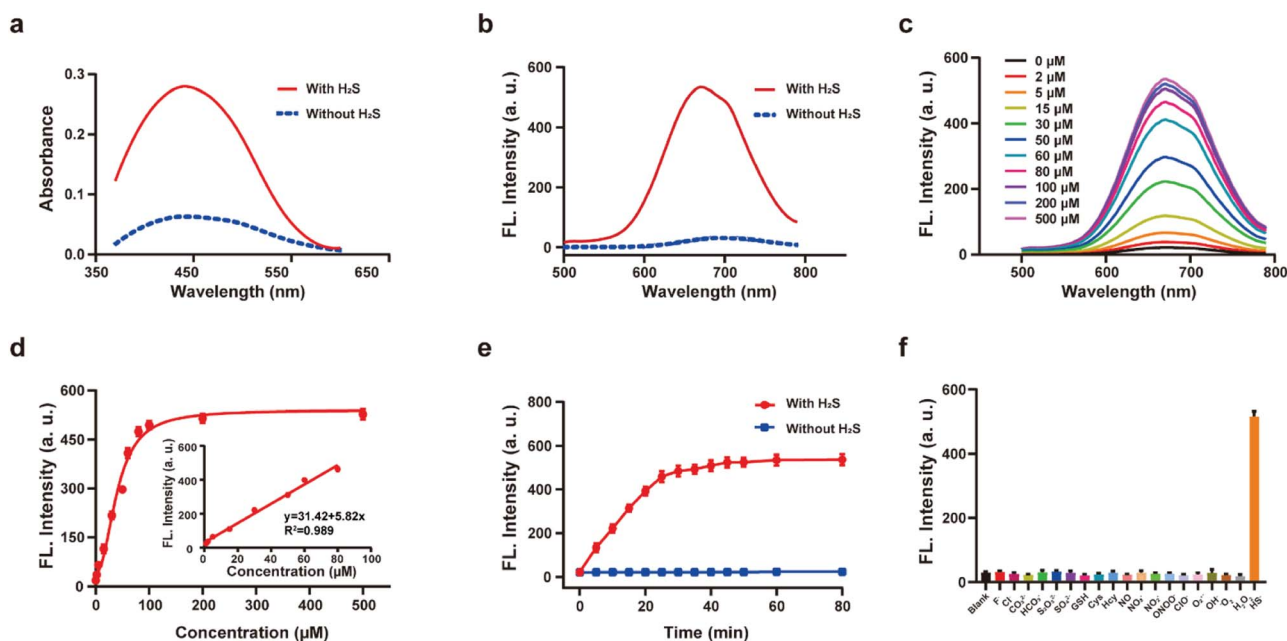 a
0.3
0.2
0.1
0.0
Absorbance
350 450 550 650
Wavelength (nm)
With H₂S
Without H₂S
b
600
400
200
0
FL. Intensity (a. u.)
500 600 700 800
Wavelength (nm)
With H₂S
Without H₂S
c
600
400
200
0
FL. Intensity (a. u.)
0 μM
2 μM
5 μM
15 μM
30 μM
50 μM
60 μM
80 μM
100 μM
200 μM
500 μM
500 600 700 800
Wavelength (nm)
d
600
450
300
150
0
FL. Intensity (a. u.)
0 100 200 300 400 500
Concentration (μM)
600
400
200
0
FL. Intensity (a. u.)
y=31.42+5.82x
R²=0.989
0 20 40 60 80 100
Concentration (μM)
e
800
600
400
200
0
FL. Intensity (a. u.)
With H₂S
Without H₂S
0 20 40 60 80
Time (min)
f
600
400
200
0
FL. Intensity (a. u.)
Blank
F⁻
Cl⁻
CO₃²⁻
HCO₃⁻
S₂O₃²⁻
SO₄²⁻
GSH
Cys
Hcy
NO
NO₃⁻
NO₂⁻
ONOO⁻
ClO⁻
O₂·⁻
OH⁻
H₂O₂
HS⁻